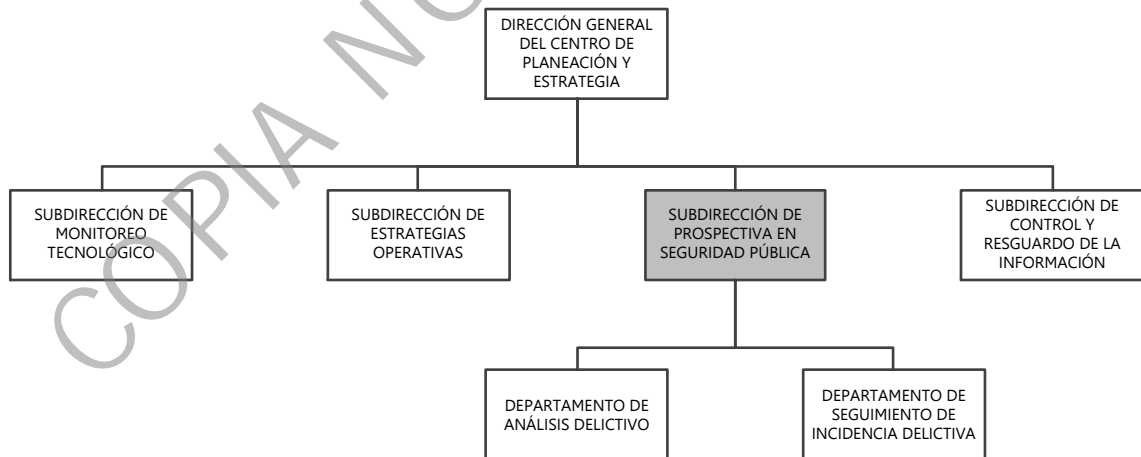 DIRECCIÓN GENERAL
DEL CENTRO DE
PLANEACIÓN Y
ESTRATEGIA
SUBDIRECCIÓN DE
MONITOREO
TECNOLÓGICO
SUBDIRECCIÓN DE
ESTRATEGIAS
OPERATIVAS
SUBDIRECCIÓN DE
PROSPECTIVA EN
SEGURIDAD PÚBLICA
SUBDIRECCIÓN DE
CONTROL Y
RESGUARDO DE LA
INFORMACIÓN
DEPARTAMENTO DE
ANÁLISIS DELICTIVO
DEPARTAMENTO DE
SEGUIMIENTO DE
INCIDENCIA DELICTIVA
COPIA NO